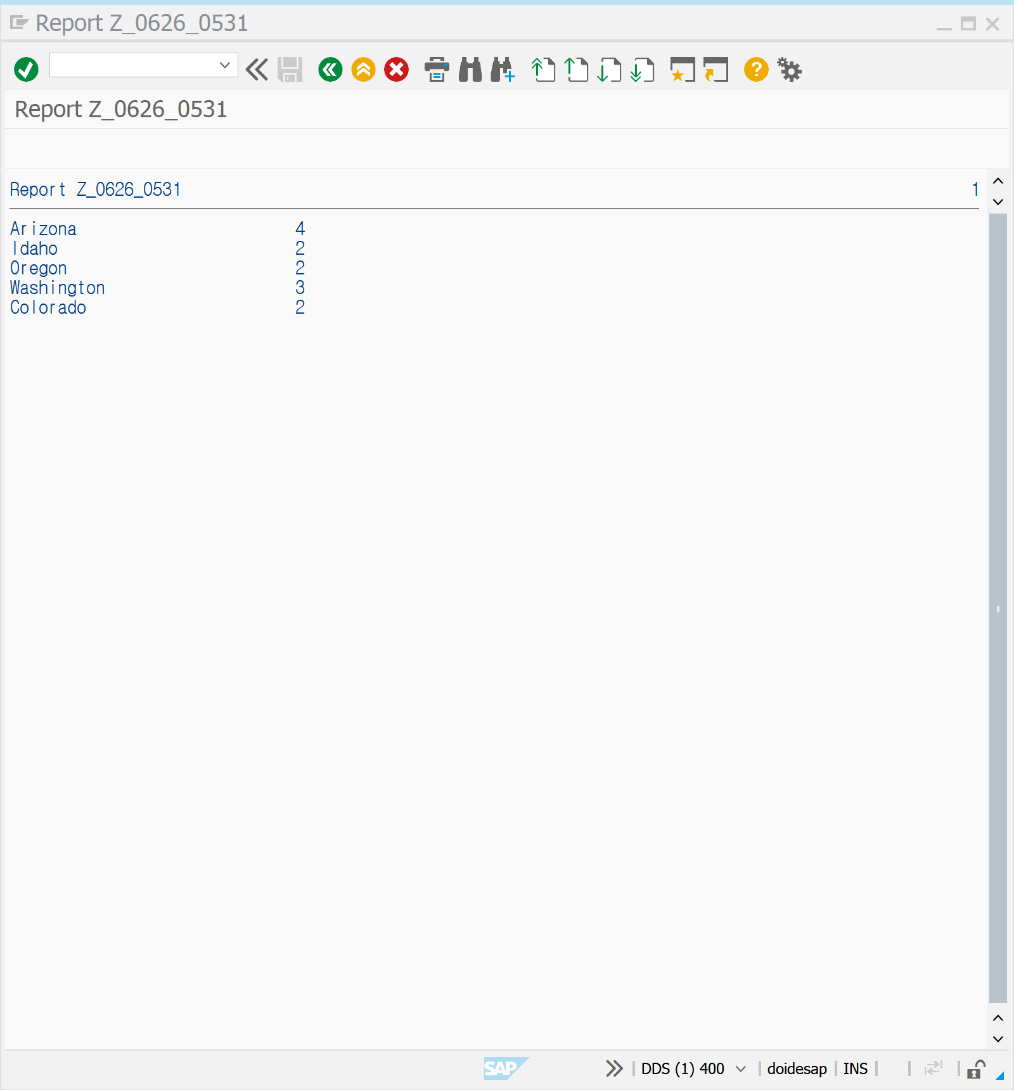 Report Z_0626_0531
Report Z_0626_0531
Report Z_0626_0531 1
Arizona 4
Idaho 2
Oregon 2
Washington 3
Colorado 2
SAP DDS (1) 400 doidesap INS